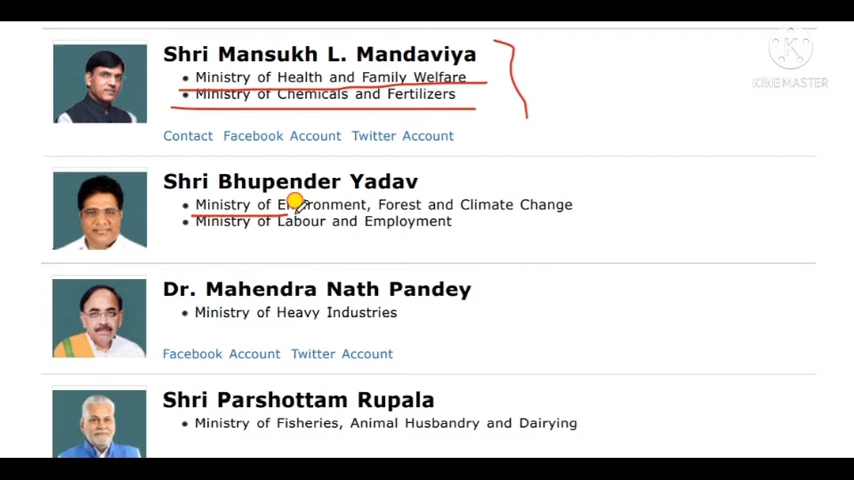 Shri Mansukh L. Mandaviya
Ministry of Health and Family Welfare
Ministry of Chemicals and Fertilizers
Contact Facebook Account Twitter Account
Shri Bhupender Yadav
Ministry of Environment, Forest and Climate Change
Ministry of Labour and Employment
Dr. Mahendra Nath Pandey
Ministry of Heavy Industries
Facebook Account Twitter Account
Shri Parshottam Rupala
Ministry of Fisheries, Animal Husbandry and Dairying
K
KINEMASTER